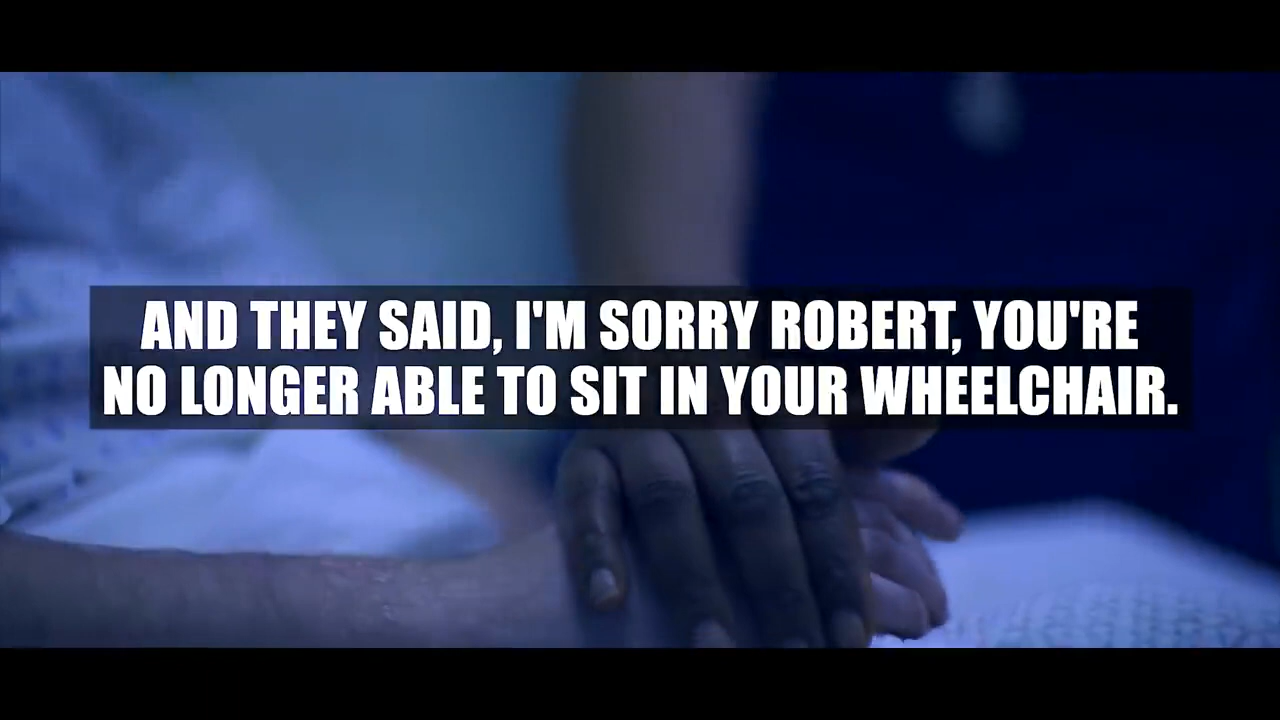 AND THEY SAID, I'M SORRY ROBERT, YOU'RE
NO LONGER ABLE TO SIT IN YOUR WHEELCHAIR.